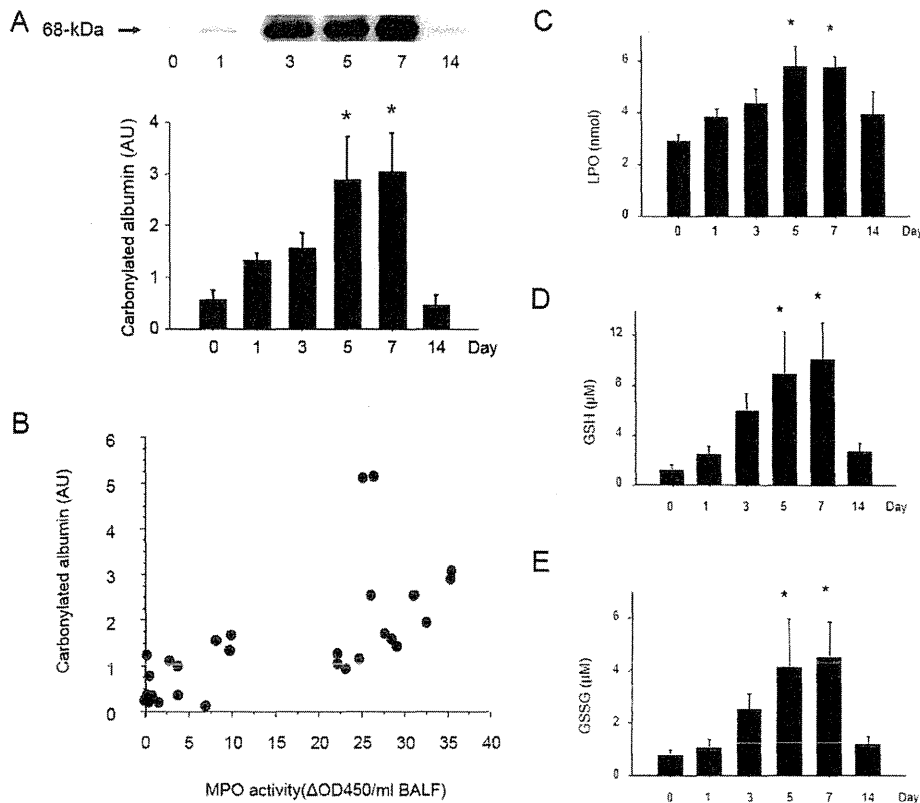 A
68-kDa
0 1 3 5 7 14
Carbonylated albumin (AU)
4
3
2
1
0
* *
0 1 3 5 7 14 Day
B
Carbonylated albumin (AU)
6
5
4
3
2
1
0
0 5 10 15 20 25 30 35 40
MPO activity(ΔOD450/ml BALF)
C
LPO (nmol)
6
4
2
0
* *
0 1 3 5 7 14 Day
D
GSH (μM)
12
8
4
0
* *
0 1 3 5 7 14 Day
E
GSSG (μM)
6
4
2
0
* *
0 1 3 5 7 14 Day